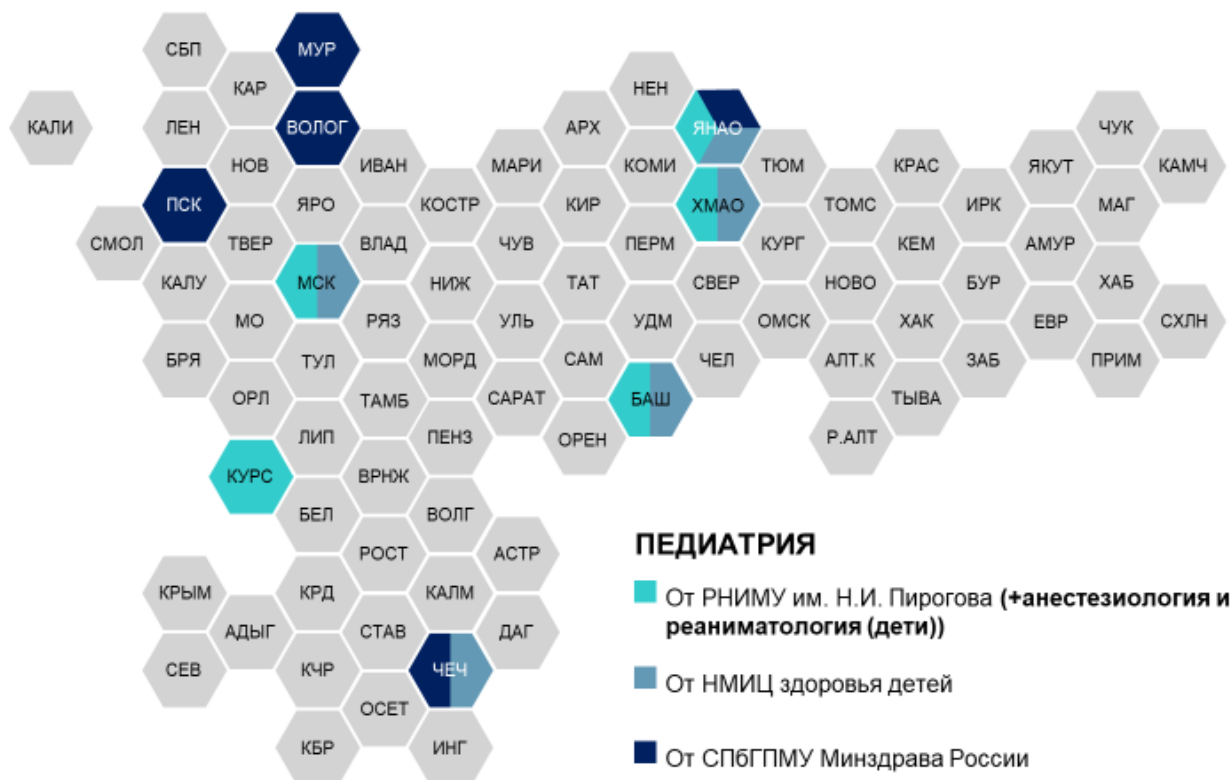 СБП
МУР
КАР
НЕН
КАЛИ
ЛЕН
ВОЛОГ
АРХ
ЯНАО
ЧУК
НОВ
ИВАН
МАРИ
КОМИ
ТЮМ
КРАС
ЯКУТ
КАМЧ
ПСК
ЯРО
КОСТР
КИР
ХМАО
ТОМС
ИРК
МАГ
СМОЛ
ТВЕР
ВЛАД
ЧУВ
ПЕРМ
КУРГ
КЕМ
АМУР
КАЛУ
МСК
НИЖ
ТАТ
СВЕР
НОВО
БУР
ХАБ
МО
РЯЗ
УЛЬ
УДМ
ОМСК
ХАК
ЕВР
СХЛН
БРЯ
ТУЛ
МОРД
САМ
ЧЕЛ
АЛТ.К
ЗАБ
ПРИМ
ОРЛ
ТАМБ
САРАТ
БАШ
ТЫВА
ЛИП
ПЕНЗ
ОРЕН
Р.АЛТ
КУРС
ВРНЖ
БЕЛ
ВОЛГ
РОСТ
АСТР
КРЫМ
КРД
КАЛМ
АДЫГ
СТАВ
ДАГ
СЕВ
КЧР
ЧЕЧ
ОСЕТ
КБР
ИНГ
ПЕДИАТРИЯ
От РНИМУ им. Н.И. Пирогова (+анестезиология и
реаниматология (дети))
От НМИЦ здоровья детей
От СПбГПМУ Минздрава России